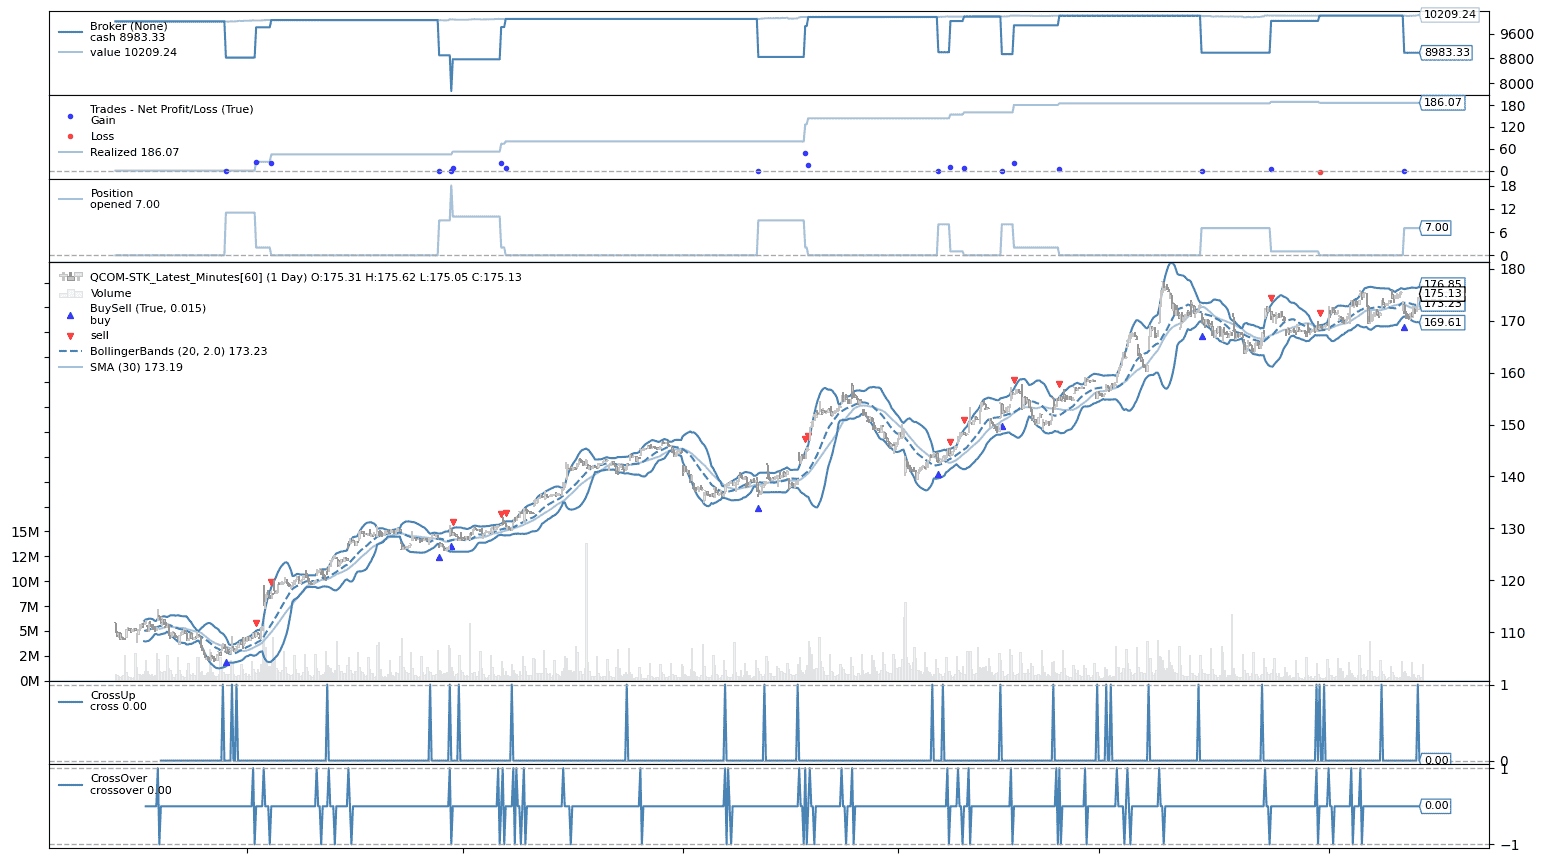 Broker (None)
cash 8983.33
value 10209.24
10209.24
9600
8983.33
8800
8000
Trades - Net Profit/Loss (True)
Gain
Loss
Realized 186.07
186.07
180
120
60
0
Position
opened 7.00
18
12
7.00
6
0
QCOM-STK_Latest_Minutes[60] (1 Day) O:175.31 H:175.62 L:175.05 C:175.13
Volume
BuySell (True, 0.015)
buy
sell
BollingerBands (20, 2.0) 173.23
SMA (30) 173.19
180
176.85
175.13
173.23
170
169.61
160
150
140
130
120
110
15M
12M
10M
7M
5M
2M
0M
CrossUp
cross 0.00
1
0
0.00
CrossOver
crossover 0.00
1
0.00
−1